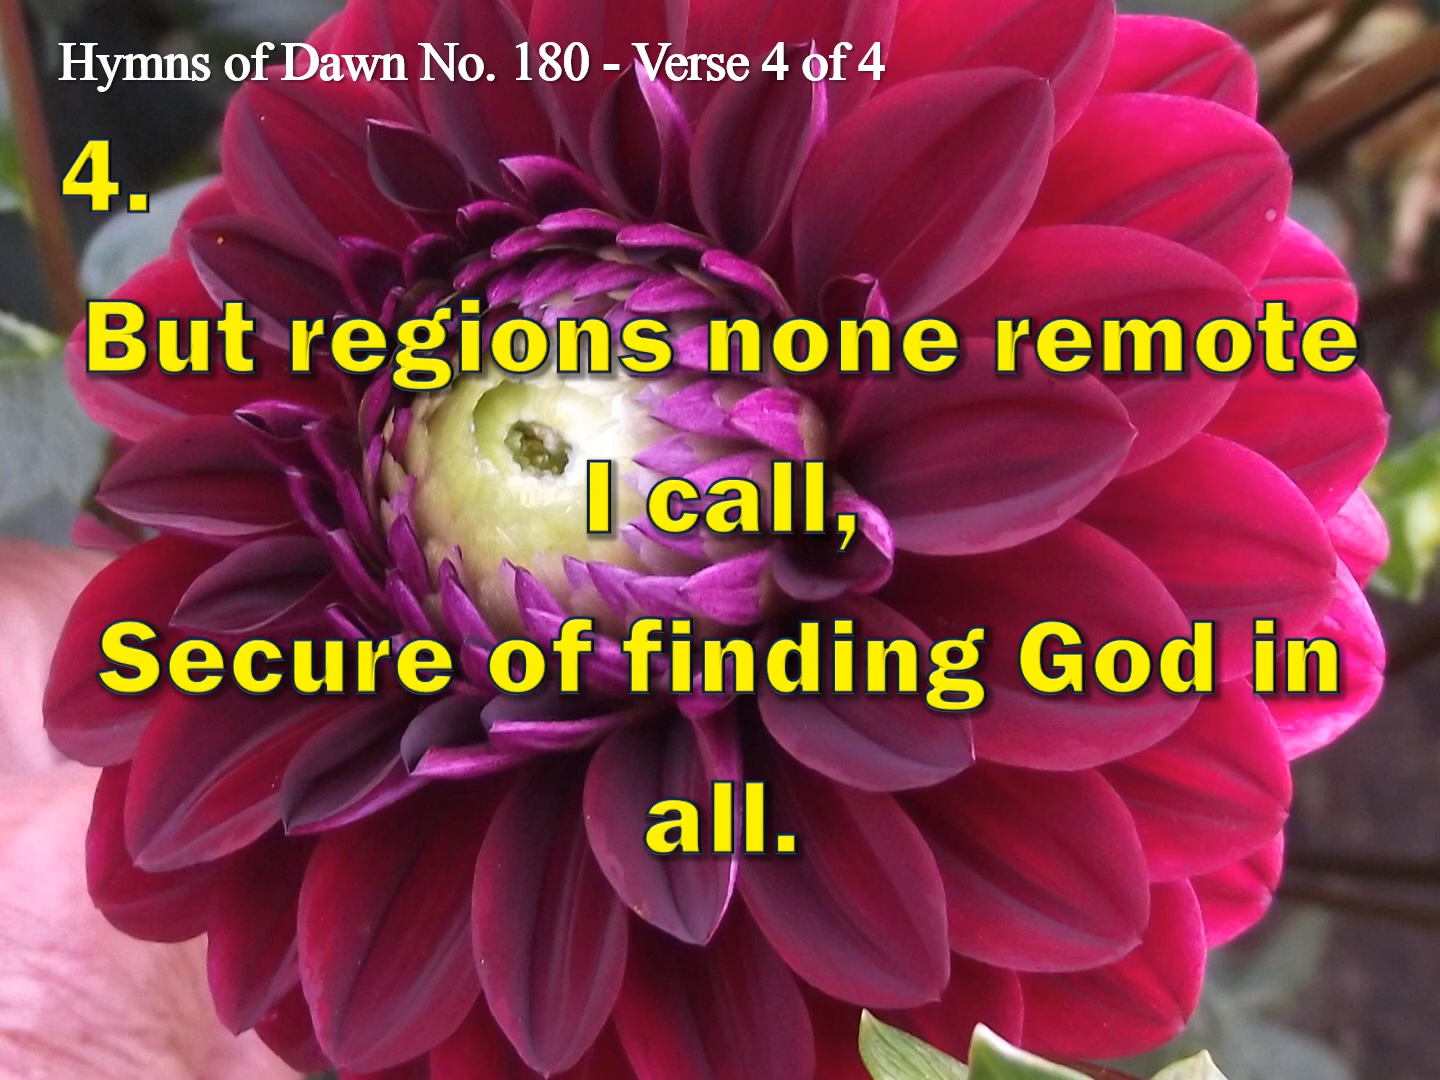 Hymns of Dawn No. 180 - Verse 4 of 4
4.
But regions none remote
I call,
Secure of finding God in
all.